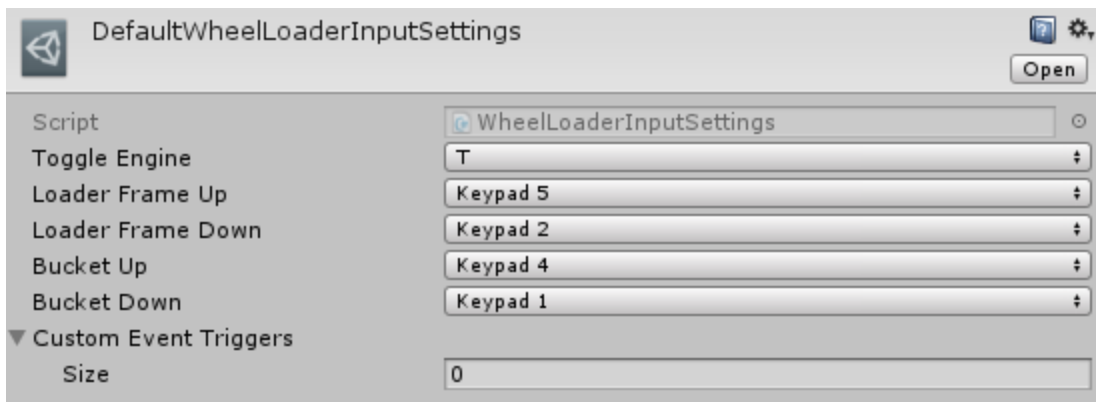 DefaultWheelLoaderInputSettings
Open
Script WheelLoaderInputSettings
Toggle Engine T
Loader Frame Up Keypad 5
Loader Frame Down Keypad 2
Bucket Up Keypad 4
Bucket Down Keypad 1
Custom Event Triggers
Size 0